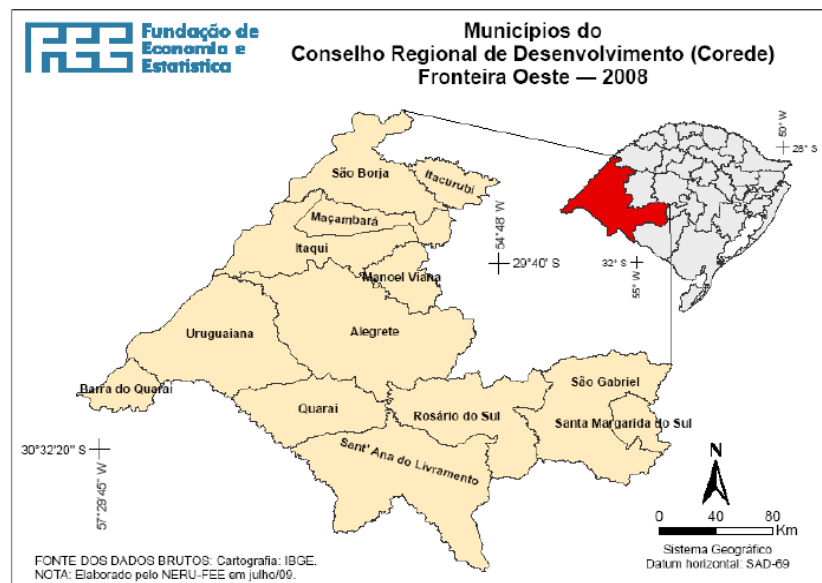 FEE
Fundação de
Economia e
Estatística
Municípios do
Conselho Regional de Desenvolvimento (Corede)
Fronteira Oeste — 2008
60° W
28° S
São Borja
Itacurubi
Maçambará
54°48' W
29°40' S
Itaqui
32° S
55° W
Manoel Viana
Uruguaiana
Alegrete
Barra do Quaraí
São Gabriel
Quaraí
Rosário do Sul
Santa Margarida do Sul
30°32'20" S
Sant' Ana do Livramento
57°29'45" W
N
0 40 80
Km
Sistema Geográfico
Datum horizontal: SAD-69
FONTE DOS DADOS BRUTOS: Cartografia: IBGE.
NOTA: Elaborado pelo NERU-FEE em julho/09.